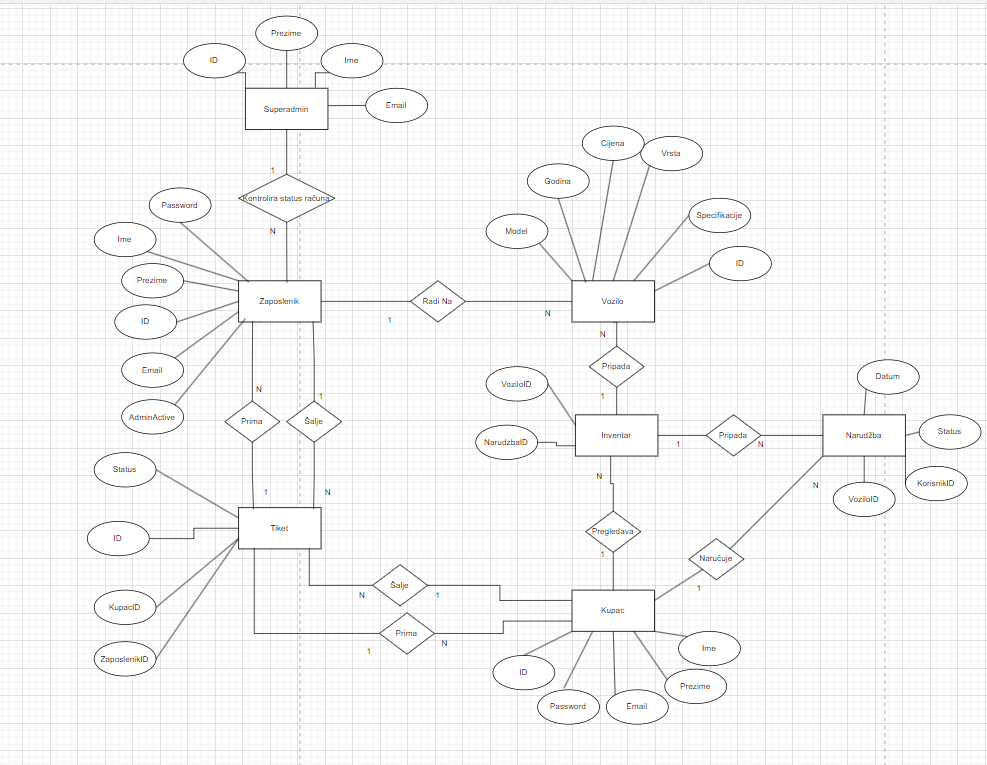 Prezime
ID
Ime
Superadmin
Email
1
Kontrolira status računa
N
Cijena
Vrsta
Godina
Password
Specifikacije
Model
Ime
ID
Prezime
Zaposlenik
Radi Na
Vozilo
1
N
ID
N
Pripada
Email
VoziloID
Datum
N
1
1
AdminActive
Prima
Šalje
Inventar
Pripada
Narudžba
Status
NarudzbaID
1
N
Status
N
KorisnikID
1
N
N
VoziloID
Tiket
Pregledava
ID
1
Naručuje
Šalje
N
1
1
KupacID
Kupac
Prima
N
1
Ime
ZaposlenikID
ID
Prezime
Password
Email